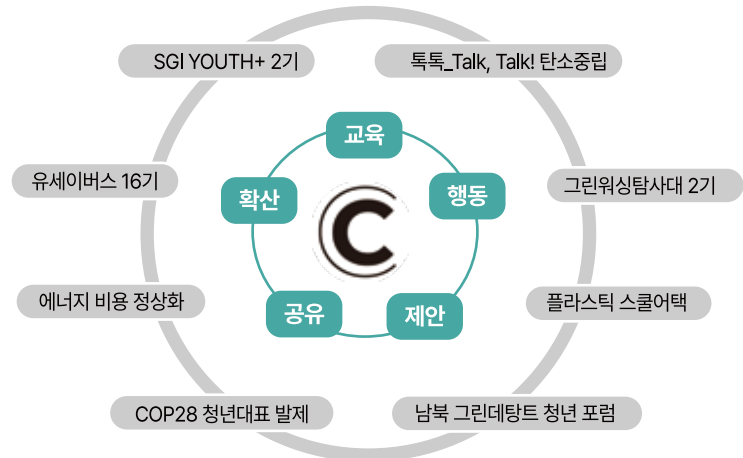 SGI YOUTH+ 2기
톡톡_Talk, Talk! 탄소중립
교육
유세이버스 16기
확산
행동
그린워싱탐사대 2기
C
에너지 비용 정상화
공유
제안
플라스틱 스쿨어택
COP28 청년대표 발제
남북 그린데탕트 청년 포럼